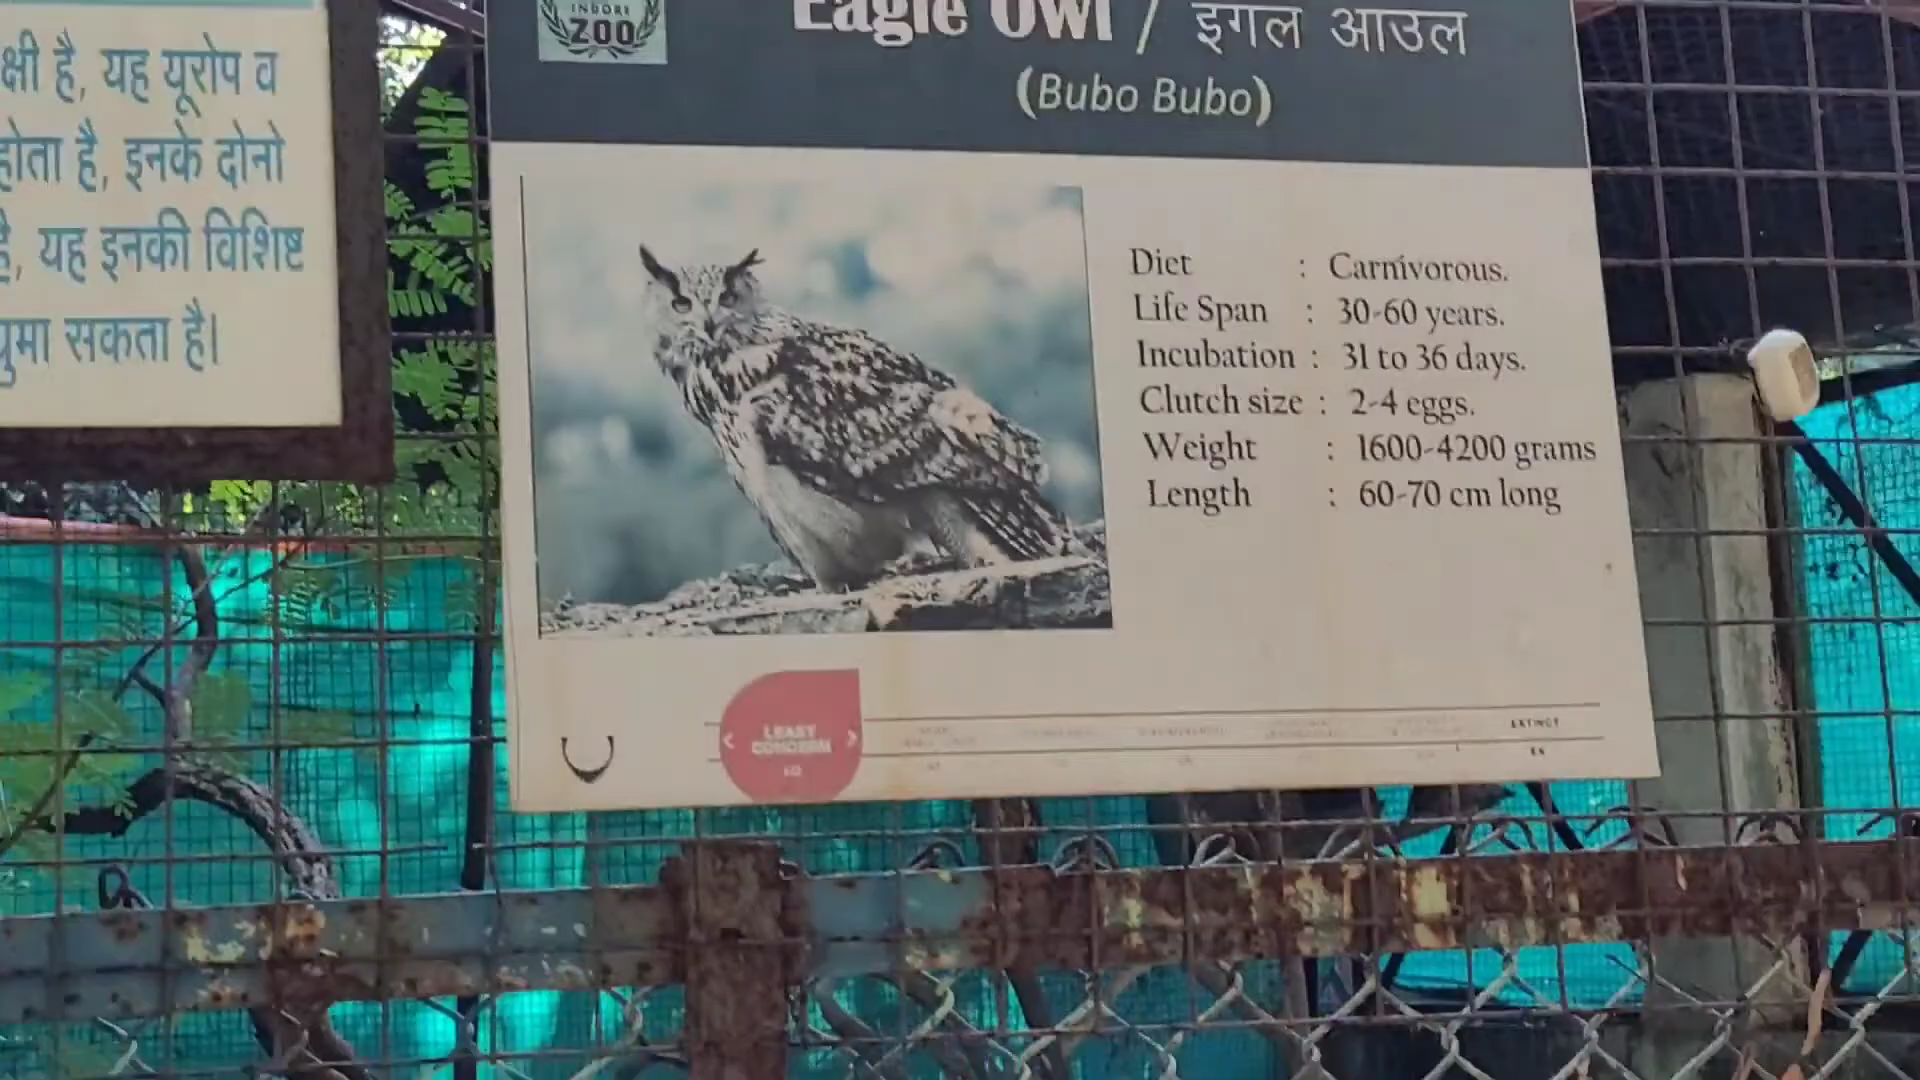 क्षी है, यह यूरोप व
होता है, इनके दोनो
है, यह इनकी विशिष्ट
घुमा सकता है।
INDORE
ZOO
Eagle Owl / इगल आउल
(Bubo Bubo)
Diet : Carnivorous.
Life Span : 30-60 years.
Incubation : 31 to 36 days.
Clutch size : 2-4 eggs.
Weight : 1600-4200 grams
Length : 60-70 cm long
LEAST
CONCERN
EXTINCT